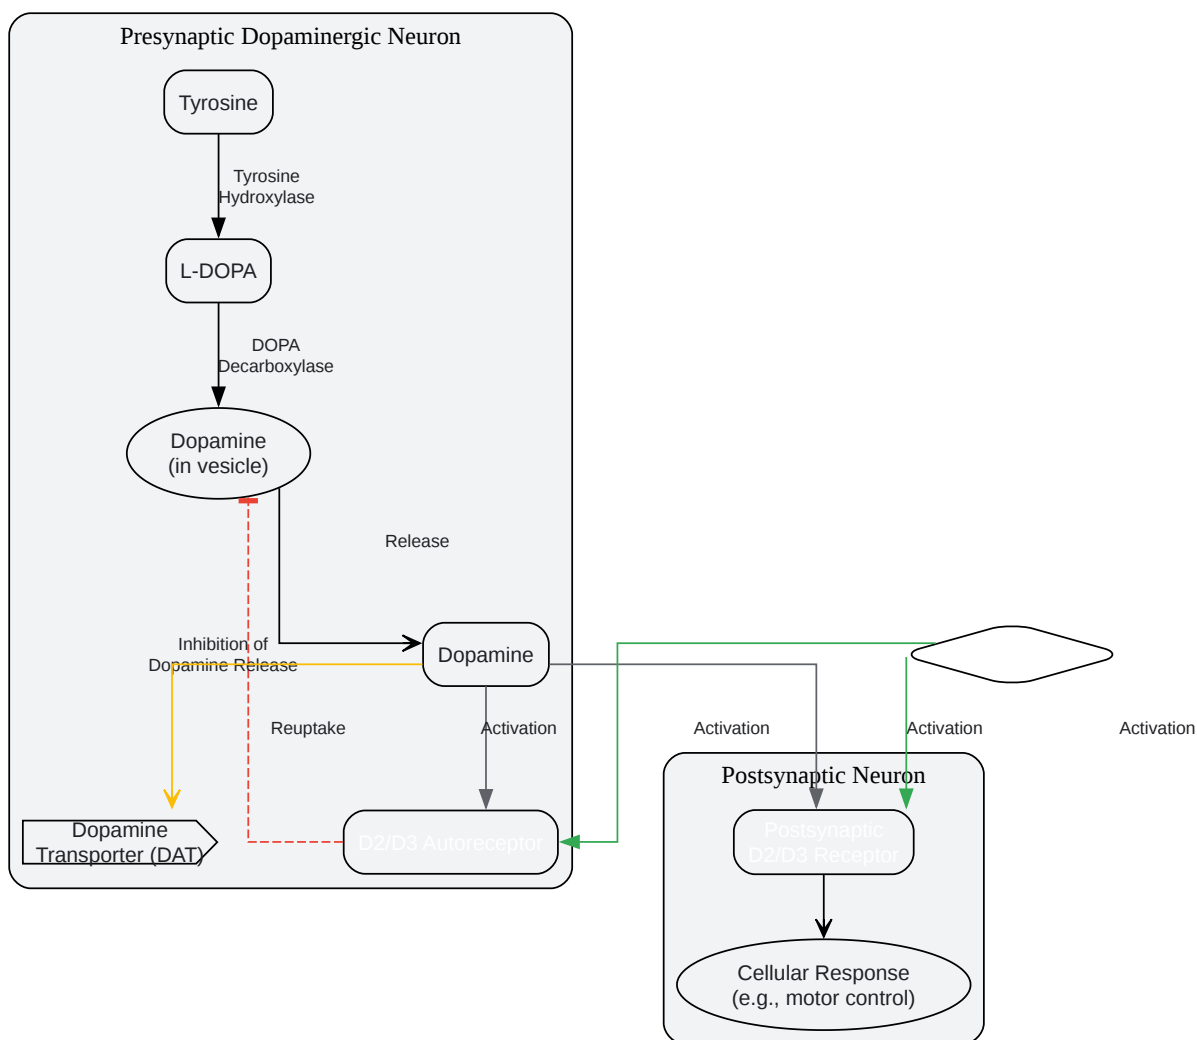 Presynaptic Dopaminergic Neuron
Tyrosine
Tyrosine
Hydroxylase
L-DOPA
DOPA
Decarboxylase
Dopamine
(in vesicle)
Release
Inhibition of
Dopamine Release
Dopamine
Reuptake
Activation
Activation
Activation
Activation
Postsynaptic Neuron
Dopamine
Transporter (DAT)
D2/D3 Autoreceptor
Postsynaptic
D2/D3 Receptor
Cellular Response
(e.g., motor control)